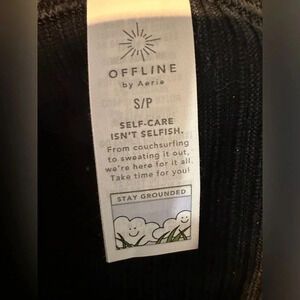 OFFLINE
by Aerie
S/P
SELF-CARE
ISN'T SELFISH.
From couchsurfing
to sweating it out,
we're here for it all.
Take time for you!
STAY GROUNDED